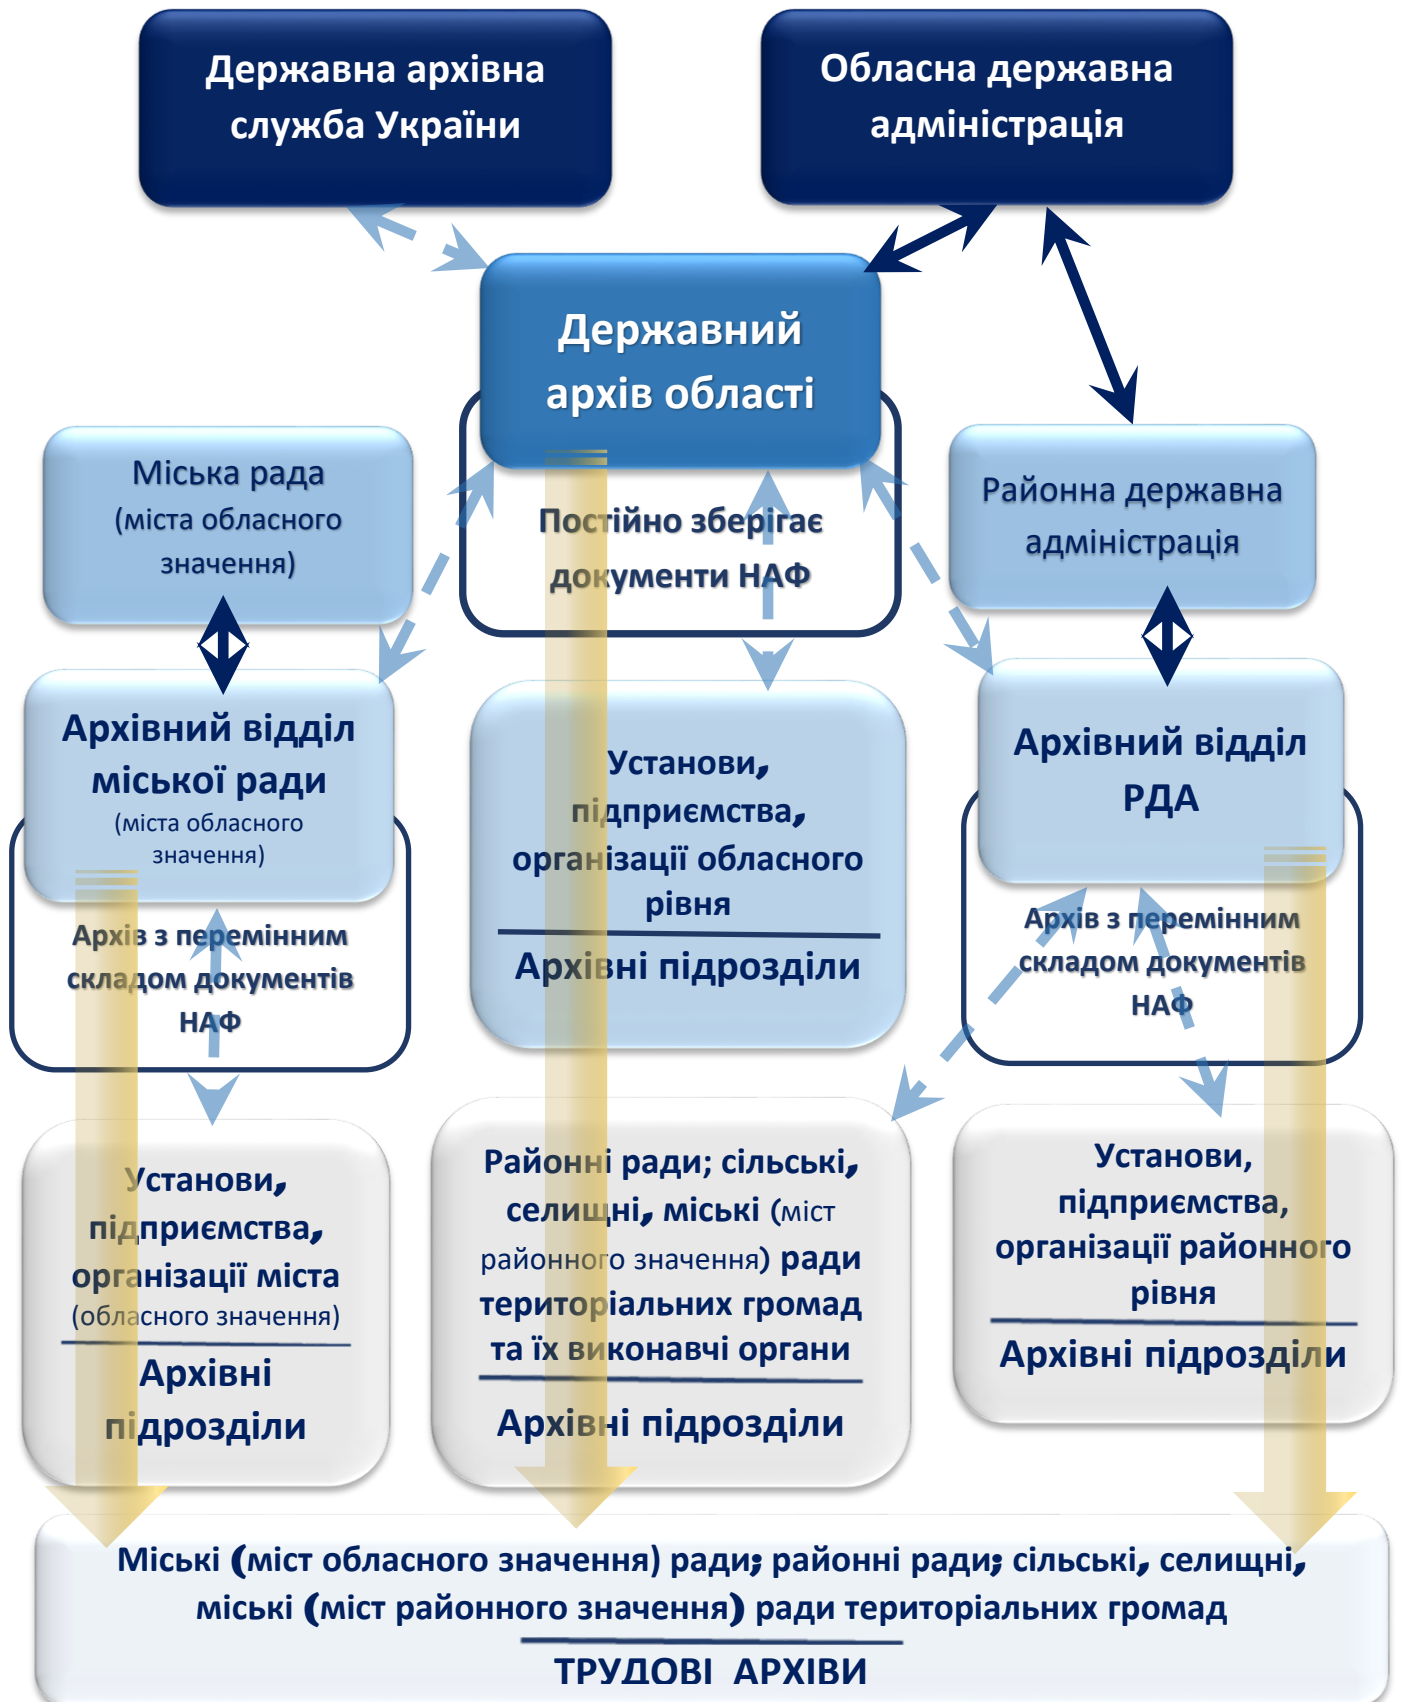 Державна архівна
служба України
Обласна державна
адміністрація
Державний
архів області
Постійно зберігає
документи НАФ
Міська рада
(міста обласного
значення)
Районна державна
адміністрація
Архівний відділ
міської ради
(міста обласного
значення)
Архів з перемінним
складом документів
НАФ
Установи,
підприємства,
організації обласного
рівня
Архівні підрозділи
Архівний відділ
РДА
Архів з перемінним
складом документів
НАФ
Установи,
підприємства,
організації міста
(обласного значення)
Архівні
підрозділи
Районні ради; сільські,
селищні, міські (міст
районного значення) ради
територіальних громад
та їх виконавчі органи
Архівні підрозділи
Установи,
підприємства,
організації районного
рівня
Архівні підрозділи
Міські (міст обласного значення) ради; районні ради; сільські, селищні,
міські (міст районного значення) ради територіальних громад
ТРУДОВІ АРХІВИ